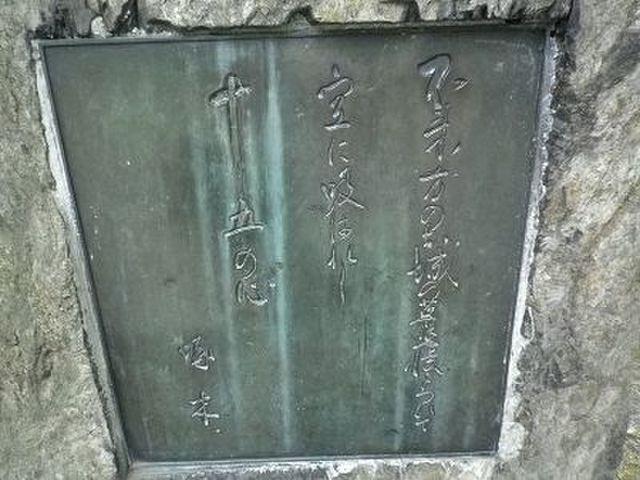 不来方の城の草に寝ころびて
空に吸はれし
十五の心
啄木